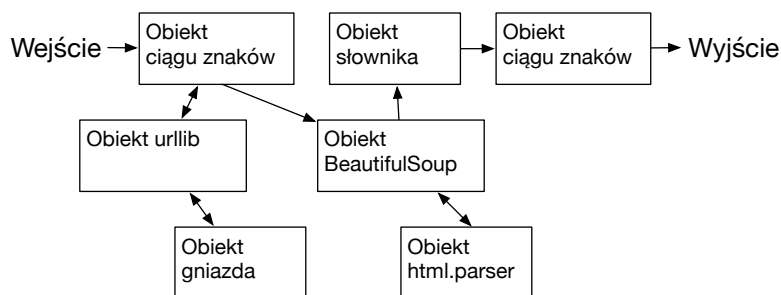 Wejście
Obiekt
ciągu znaków
Obiekt
słownika
Obiekt
ciągu znaków
Wyjście
Obiekt urllib
Obiekt
BeautifulSoup
Obiekt
gniazda
Obiekt
html.parser